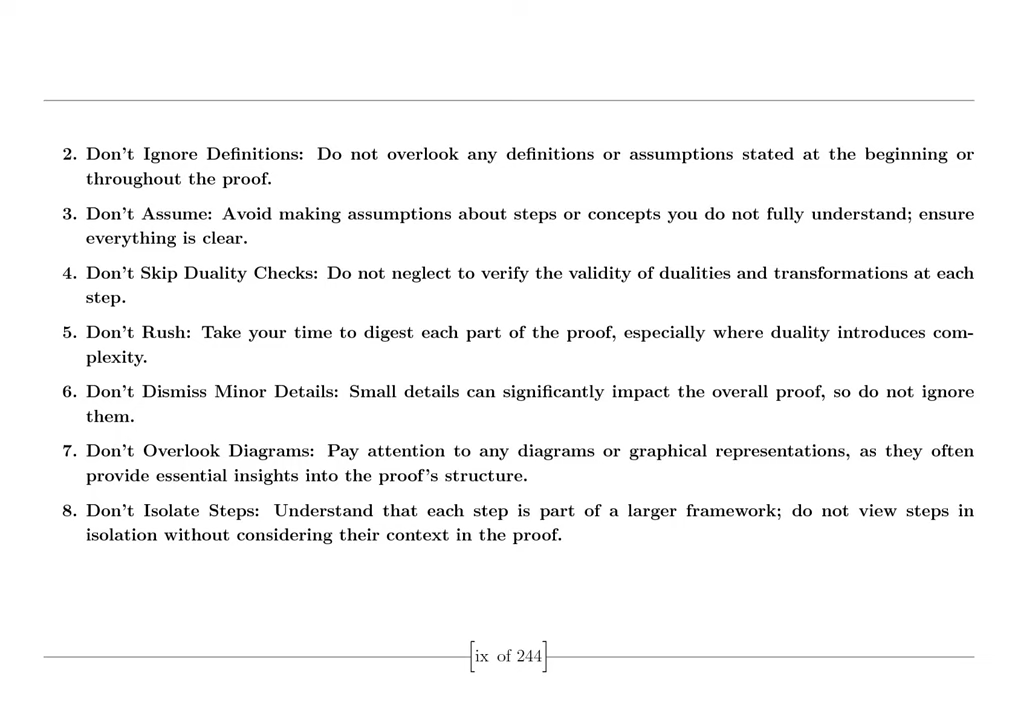 2. Don't Ignore Definitions: Do not overlook any definitions or assumptions stated at the beginning or
throughout the proof.
3. Don't Assume: Avoid making assumptions about steps or concepts you do not fully understand; ensure
everything is clear.
4. Don't Skip Duality Checks: Do not neglect to verify the validity of dualities and transformations at each
step.
5. Don't Rush: Take your time to digest each part of the proof, especially where duality introduces com-
plexity.
6. Don't Dismiss Minor Details: Small details can significantly impact the overall proof, so do not ignore
them.
7. Don't Overlook Diagrams: Pay attention to any diagrams or graphical representations, as they often
provide essential insights into the proof's structure.
8. Don't Isolate Steps: Understand that each step is part of a larger framework; do not view steps in
isolation without considering their context in the proof.
[ix of 244]